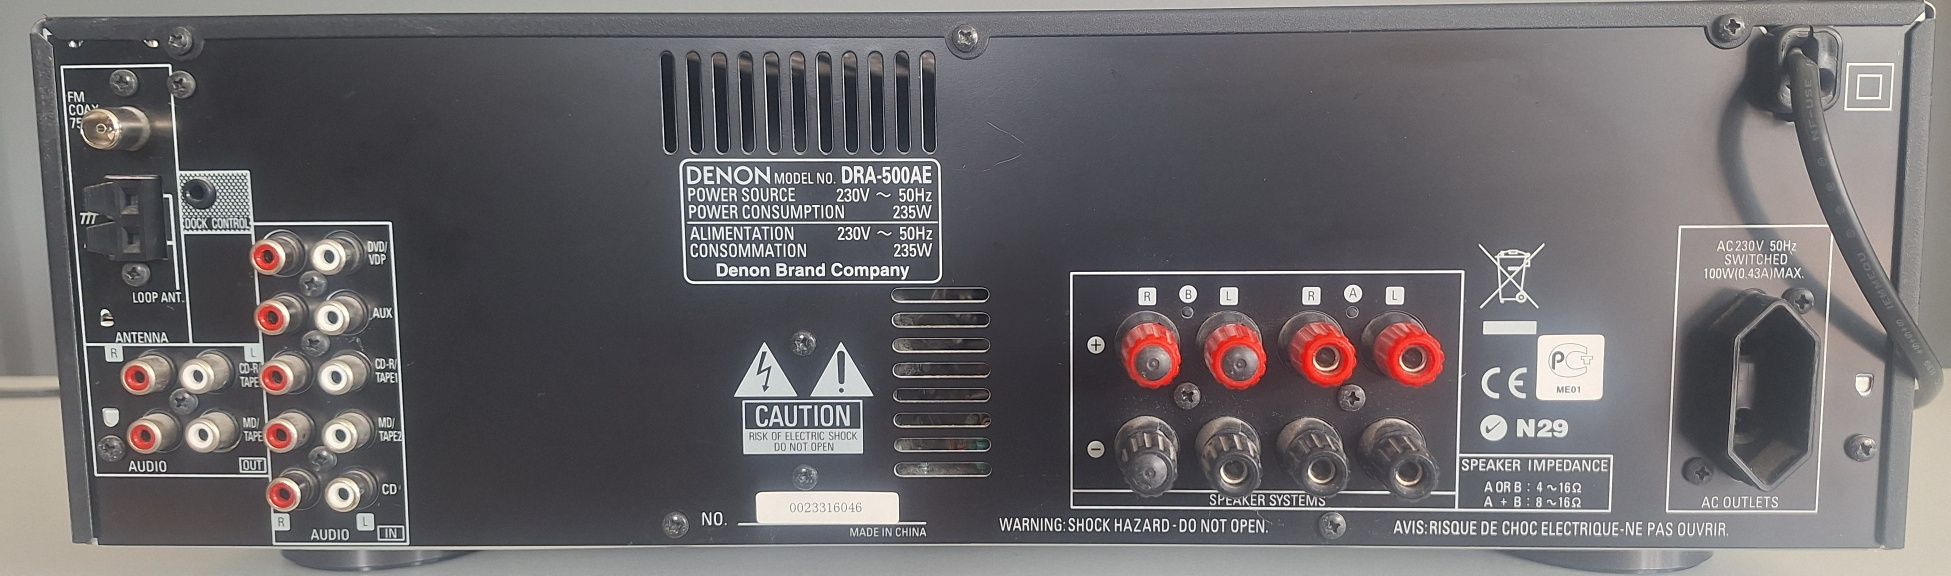 FM
COAX
75
DOCK CONTROL
LOOP ANT.
ANTENNA
R
L
CD-R/
TAPE
MD/
TAPE
AUDIO
OUT
DVD/
VDP
AUX
CD-R/
TAPE1
MD/
TAPE2
CD
R
L
AUDIO
IN
DENON MODEL NO. DRA-500AE
POWER SOURCE 230V ~ 50Hz
POWER CONSUMPTION 235W
ALIMENTATION 230V ~ 50Hz
CONSOMMATION 235W
Denon Brand Company
CAUTION
RISK OF ELECTRIC SHOCK
DO NOT OPEN
NO. 0023316046
MADE IN CHINA
R B L R A L
+
−
SPEAKER SYSTEMS
WARNING: SHOCK HAZARD - DO NOT OPEN.
CE
PCT
ME01
N29
SPEAKER IMPEDANCE
A OR B : 4 ~ 16Ω
A + B : 8 ~ 16Ω
AVIS: RISQUE DE CHOC ELECTRIQUE-NE PAS OUVRIR.
AC 230V 50Hz
SWITCHED
100W(0.43A)MAX.
AC OUTLETS